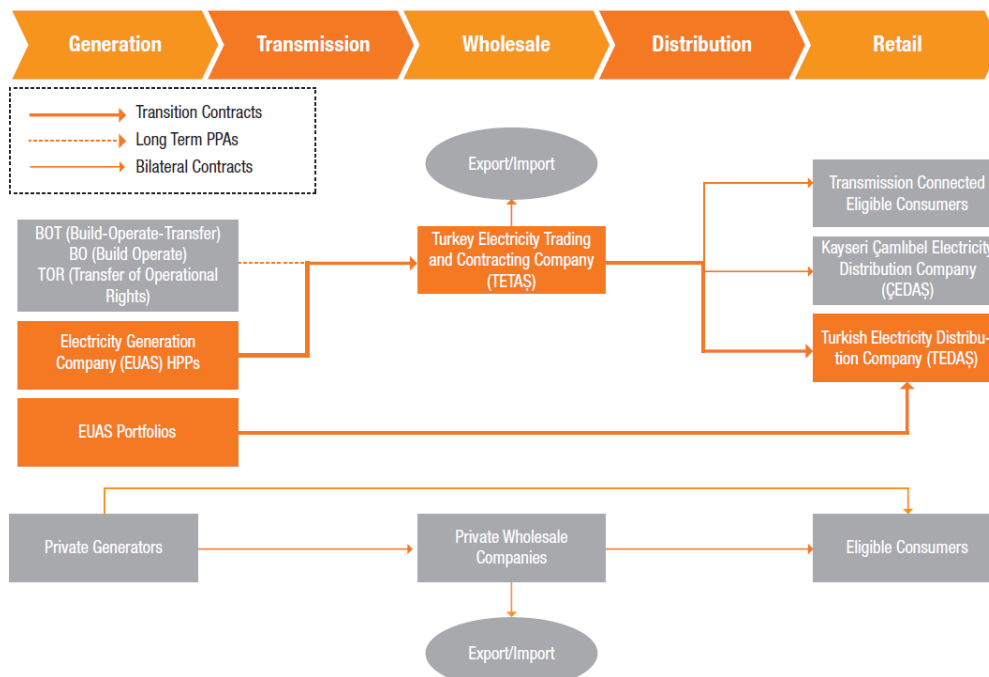 Generation
Transmission
Wholesale
Distribution
Retail
Transition Contracts
Long Term PPAs
Bilateral Contracts
Export/Import
Transmission Connected
Eligible Consumers
BOT (Build-Operate-Transfer)
BO (Build Operate)
TOR (Transfer of Operational
Rights)
Turkey Electricity Trading
and Contracting Company
(TETAŞ)
Kayseri Çamlıbel Electricity
Distribution Company
(ÇEDAŞ)
Electricity Generation
Company (EUAS) HPPs
Turkish Electricity Distribu-
tion Company (TEDAŞ)
EUAS Portfolios
Private Generators
Private Wholesale
Companies
Eligible Consumers
Export/Import